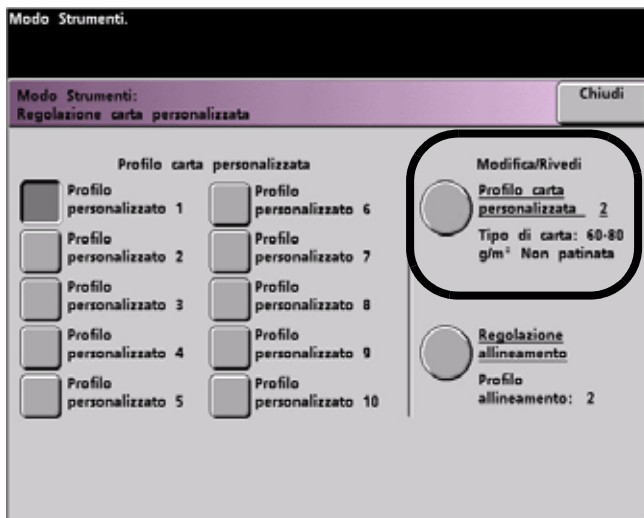 Modo Strumenti.
Modo Strumenti:
Regolazione carta personalizzata
Chiudi
Profilo carta personalizzata
Profilo
personalizzato 1
Profilo
personalizzato 2
Profilo
personalizzato 3
Profilo
personalizzato 4
Profilo
personalizzato 5
Profilo
personalizzato 6
Profilo
personalizzato 7
Profilo
personalizzato 8
Profilo
personalizzato 9
Profilo
personalizzato 10
Modifica/Rivedi
Profilo carta
personalizzata 2
Tipo di carta: 60-80
g/m² Non patinata
Regolazione
allineamento
Profilo
allineamento: 2